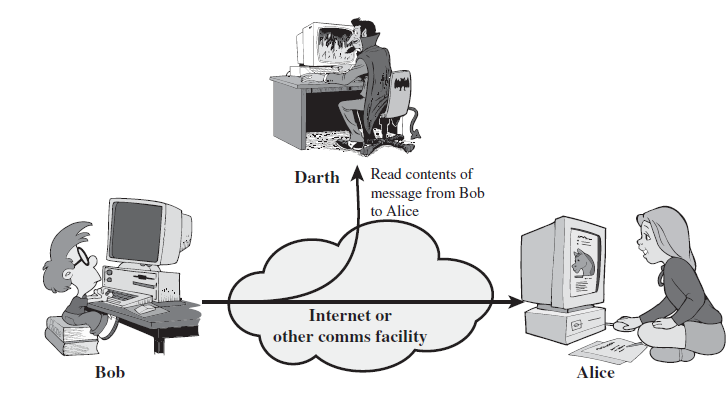 Darth
Read contents of
message from Bob
to Alice
Internet or
other comms facility
Bob
Alice